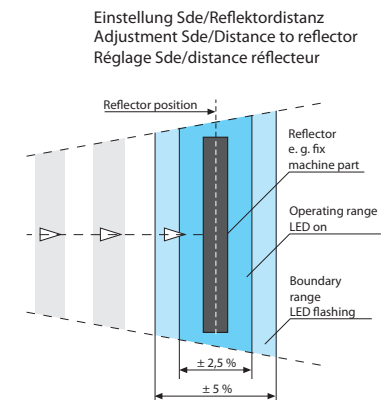 Einstellung Sde/Reflektordistanz
Adjustment Sde/Distance to reflector
Réglage Sde/distance réflecteur
Reflector position
Reflector
e. g. fix
machine part
Operating range
LED on
Boundary
range
LED flashing
± 2,5 %
± 5 %